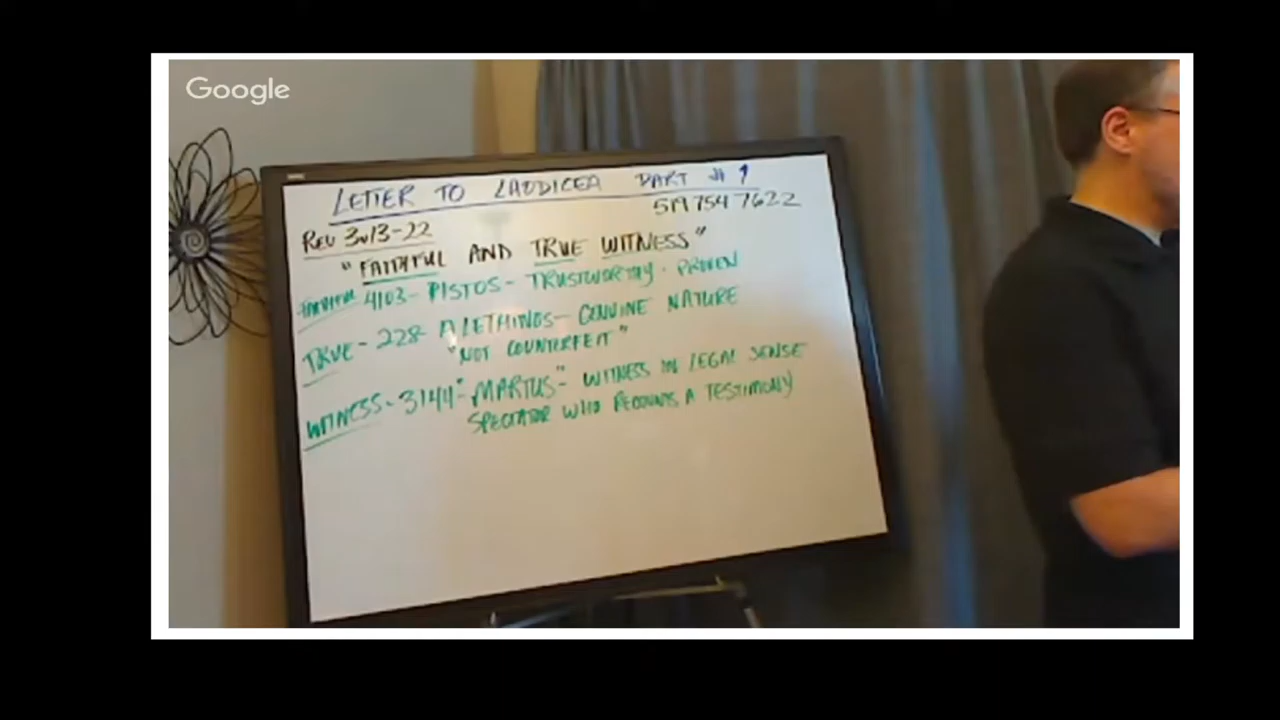 Google
LETTER TO LAODICEA PART # 1
519 754 7622
REV 3v13-22
"FAITHFUL AND TRUE WITNESS"
FAITHFUL 4103- PISTOS - TRUSTWORTHY - PROVEN
TRUE - 228- ALETHINOS - GENUINE NATURE
"NOT COUNTERFEIT"
WITNESS - 3144- "MARTUS" - WITNESS IN LEGAL SENSE
SPECTATOR WHO RECOUNTS A TESTIMONY